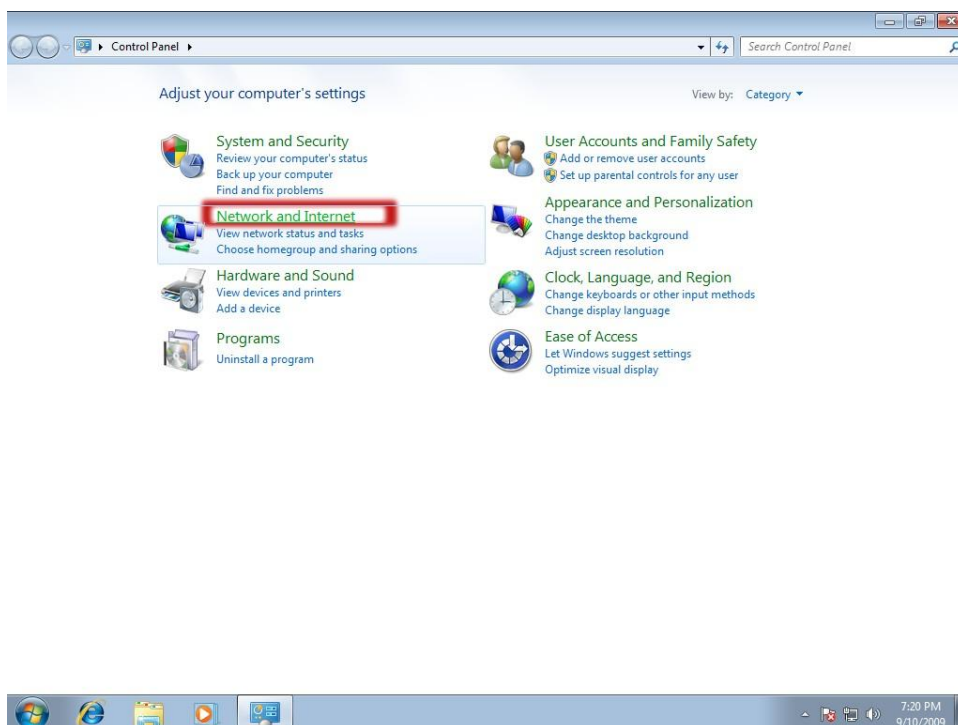 Control Panel
Search Control Panel
Adjust your computer's settings
View by: Category
System and Security
Review your computer's status
Back up your computer
Find and fix problems
Network and Internet
View network status and tasks
Choose homegroup and sharing options
Hardware and Sound
View devices and printers
Add a device
Programs
Uninstall a program
User Accounts and Family Safety
Add or remove user accounts
Set up parental controls for any user
Appearance and Personalization
Change the theme
Change desktop background
Adjust screen resolution
Clock, Language, and Region
Change keyboards or other input methods
Change display language
Ease of Access
Let Windows suggest settings
Optimize visual display
7:20 PM
9/10/2009